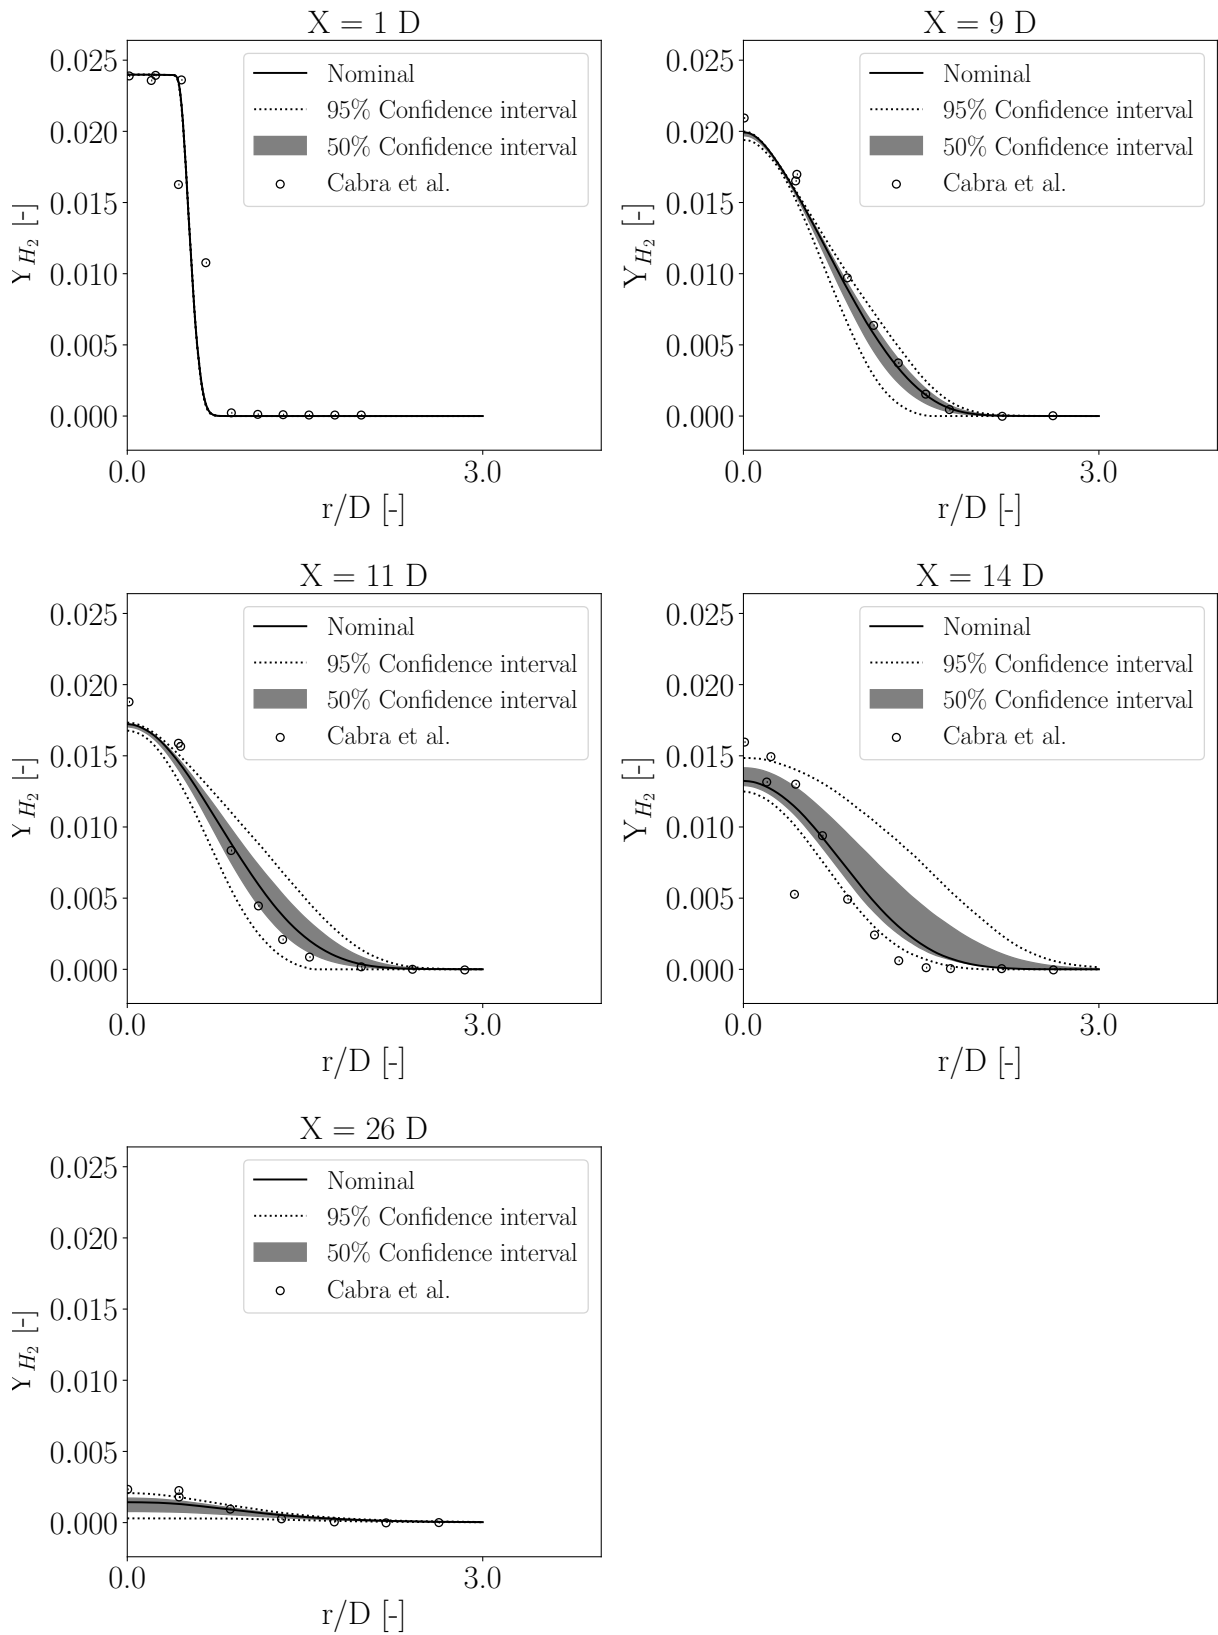 X = 1 D
0.025
0.020
0.015
0.010
0.005
0.000
Y_{H_2} [-]
Nominal
95% Confidence interval
50% Confidence interval
Cabra et al.
0.0 3.0
r/D [-]
X = 9 D
0.025
0.020
0.015
0.010
0.005
0.000
Y_{H_2} [-]
Nominal
95% Confidence interval
50% Confidence interval
Cabra et al.
0.0 3.0
r/D [-]
X = 11 D
0.025
0.020
0.015
0.010
0.005
0.000
Y_{H_2} [-]
Nominal
95% Confidence interval
50% Confidence interval
Cabra et al.
0.0 3.0
r/D [-]
X = 14 D
0.025
0.020
0.015
0.010
0.005
0.000
Y_{H_2} [-]
Nominal
95% Confidence interval
50% Confidence interval
Cabra et al.
0.0 3.0
r/D [-]
X = 26 D
0.025
0.020
0.015
0.010
0.005
0.000
Y_{H_2} [-]
Nominal
95% Confidence interval
50% Confidence interval
Cabra et al.
0.0 3.0
r/D [-]